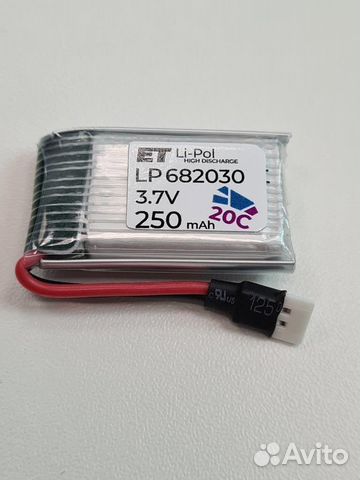 ET Li-Pol
HIGH DISCHARGE
LP 682030
3.7V
250 mAh
20C
125
Avito